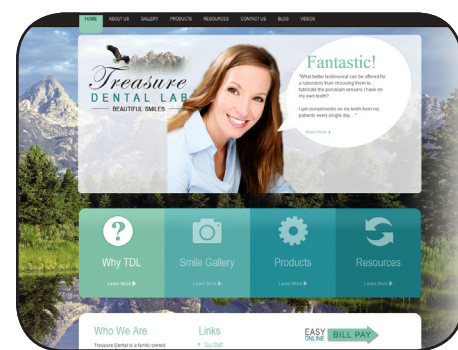 HOME ABOUT US GALLERY PRODUCTS RESOURCES CONTACT US BLOG VIDEOS
Treasure
DENTAL LAB
BEAUTIFUL SMILES
Fantastic!
"What better testimonial can be offered for
a laboratory than choosing them to
fabricate the porcelain veneers I have on
my own teeth?
I get compliments on my teeth from my
patients every single day...."
Read More
Why TDL
Learn More
Smile Gallery
Learn More
Products
Learn More
Resources
Learn More
Who We Are
Treasure Dental is a family owned
Links
Our Staff
EASY
ONLINE
BILL PAY